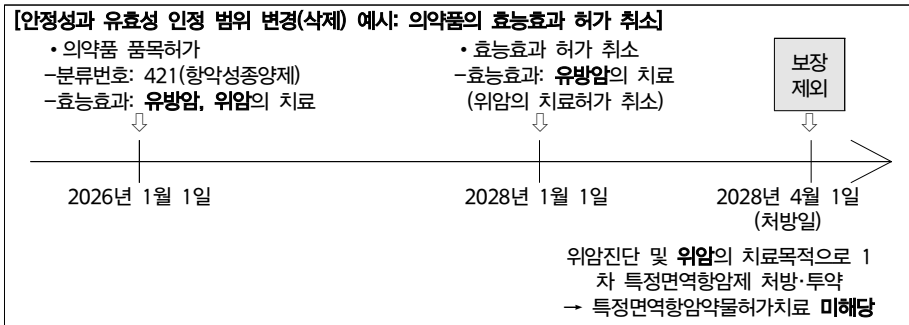 [안정성과 유효성 인정 범위 변경(삭제) 예시: 의약품의 효능효과 허가 취소]
• 의약품 품목허가
-분류번호: 421(항악성종양제)
-효능효과: 유방암, 위암의 치료
• 효능효과 허가 취소
-효능효과: 유방암의 치료
(위암의 치료허가 취소)
보장
제외
2026년 1월 1일
2028년 1월 1일
2028년 4월 1일
(처방일)
위암진단 및 위암의 치료목적으로 1
차 특정면역항암제 처방·투약
→ 특정면역항암약물허가치료 미해당